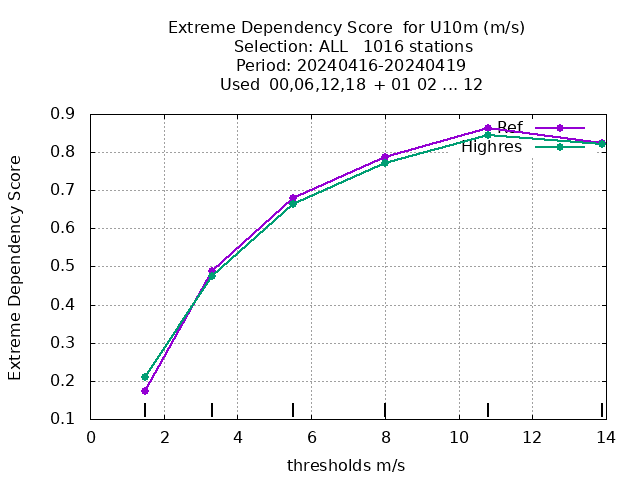 Extreme Dependency Score  for U10m (m/s)
Selection: ALL   1016 stations
Period: 20240416-20240419
Used  00,06,12,18  + 01 02 ... 12
Extreme Dependency Score
0.9
0.8
0.7
0.6
0.5
0.4
0.3
0.2
0.1
Ref
Highres
0 2 4 6 8 10 12 14
thresholds m/s